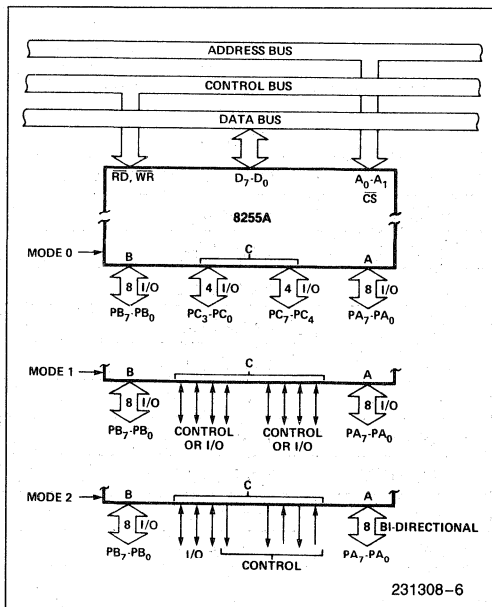 ADDRESS BUS
CONTROL BUS
DATA BUS
RD, WR
D7-D0
A0-A1
CS
8255A
MODE 0
B
C
A
8 I/O
4 I/O
4 I/O
8 I/O
PB7-PB0
PC3-PC0
PC7-PC4
PA7-PA0
MODE 1
B
C
A
8 I/O
CONTROL OR I/O
CONTROL OR I/O
8 I/O
PB7-PB0
PA7-PA0
MODE 2
B
C
A
8 I/O
I/O
CONTROL
8 BI-DIRECTIONAL
PB7-PB0
PA7-PA0
231308-6